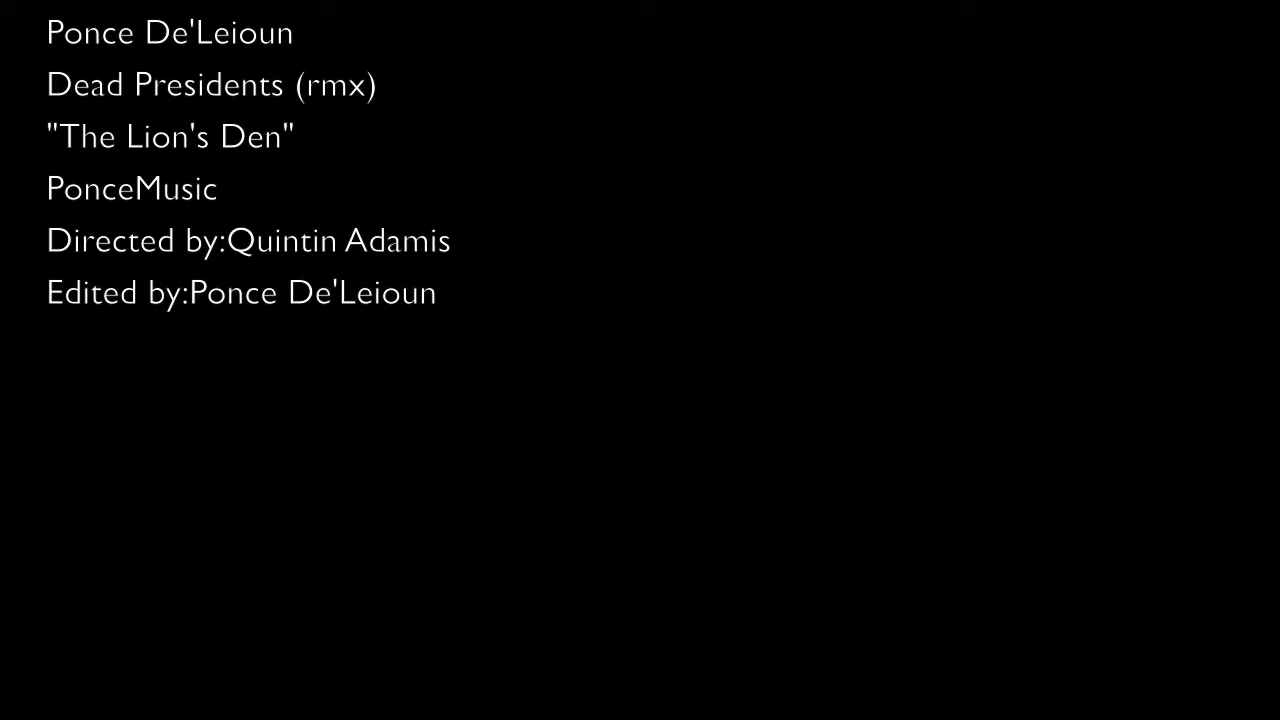 Ponce De'Leioun
Dead Presidents (rmx)
"The Lion's Den"
PonceMusic
Directed by:Quintin Adamis
Edited by:Ponce De'Leioun